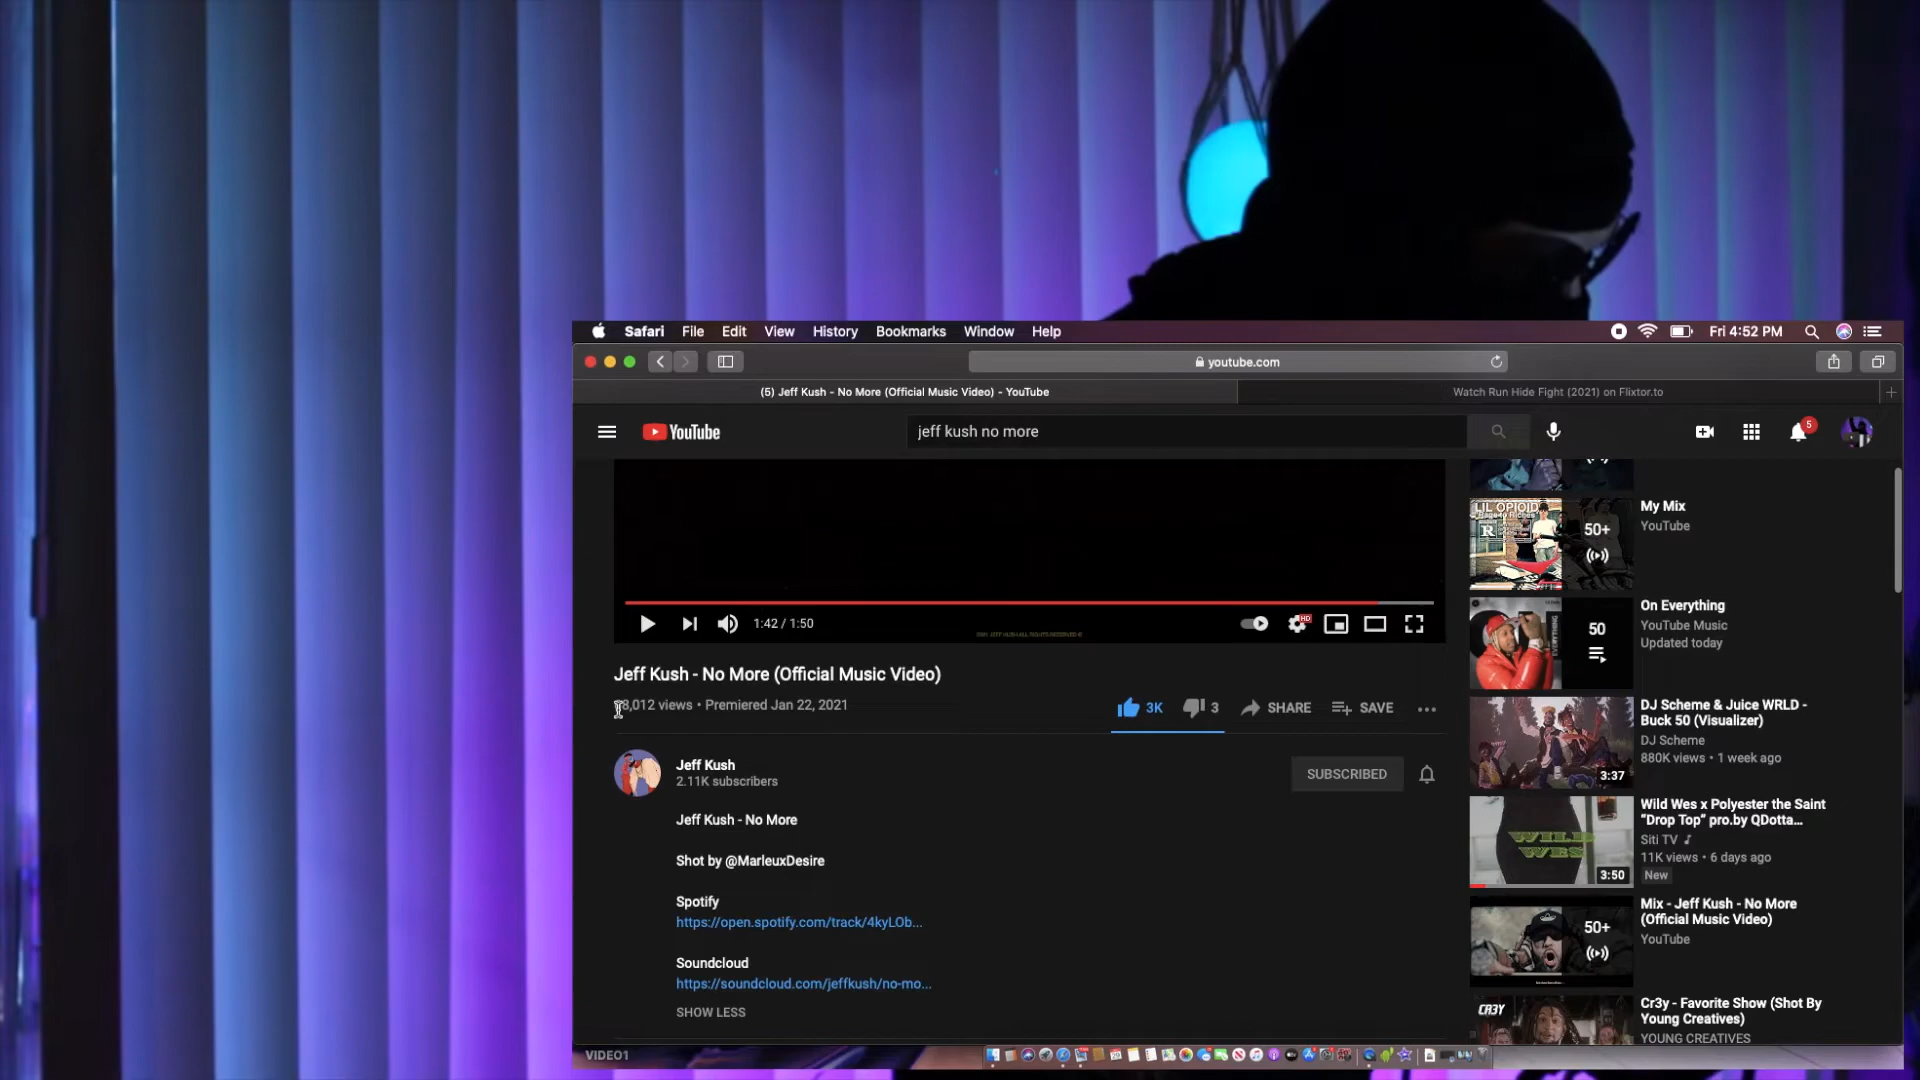 Safari File Edit View History Bookmarks Window Help Fri 4:52 PM
youtube.com
(5) Jeff Kush - No More (Official Music Video) - YouTube
Watch Run Hide Fight (2021) on Flixtor.to
YouTube
jeff kush no more
5
1:42 / 1:50
HD
Jeff Kush - No More (Official Music Video)
8,012 views • Premiered Jan 22, 2021
3K 3 SHARE SAVE
Jeff Kush
2.11K subscribers
SUBSCRIBED
Jeff Kush - No More
Shot by @MarleuxDesire
Spotify
https://open.spotify.com/track/4kyLOb...
Soundcloud
https://soundcloud.com/jeffkush/no-mo...
SHOW LESS
LIL OPIOID
R
50+
My Mix
YouTube
50
On Everything
YouTube Music
Updated today
3:37
DJ Scheme & Juice WRLD -
Buck 50 (Visualizer)
DJ Scheme
880K views • 1 week ago
WILD
WES
3:50
Wild Wes x Polyester the Saint
“Drop Top” pro.by QDotta...
Siti TV
11K views • 6 days ago
New
50+
Mix - Jeff Kush - No More
(Official Music Video)
YouTube
CR3Y
Cr3y - Favorite Show (Shot By
Young Creatives)
YOUNG CREATIVES
VIDEO1